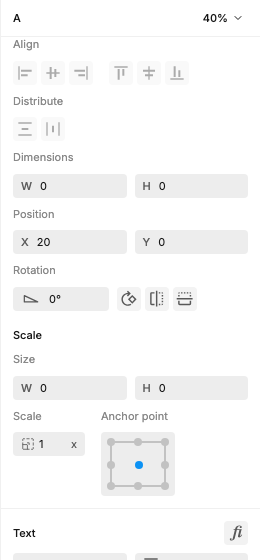 A 40%
Align
Distribute
Dimensions
W 0 H 0
Position
X 20 Y 0
Rotation
0°
Scale
Size
W 0 H 0
Scale Anchor point
1 x
Text fi